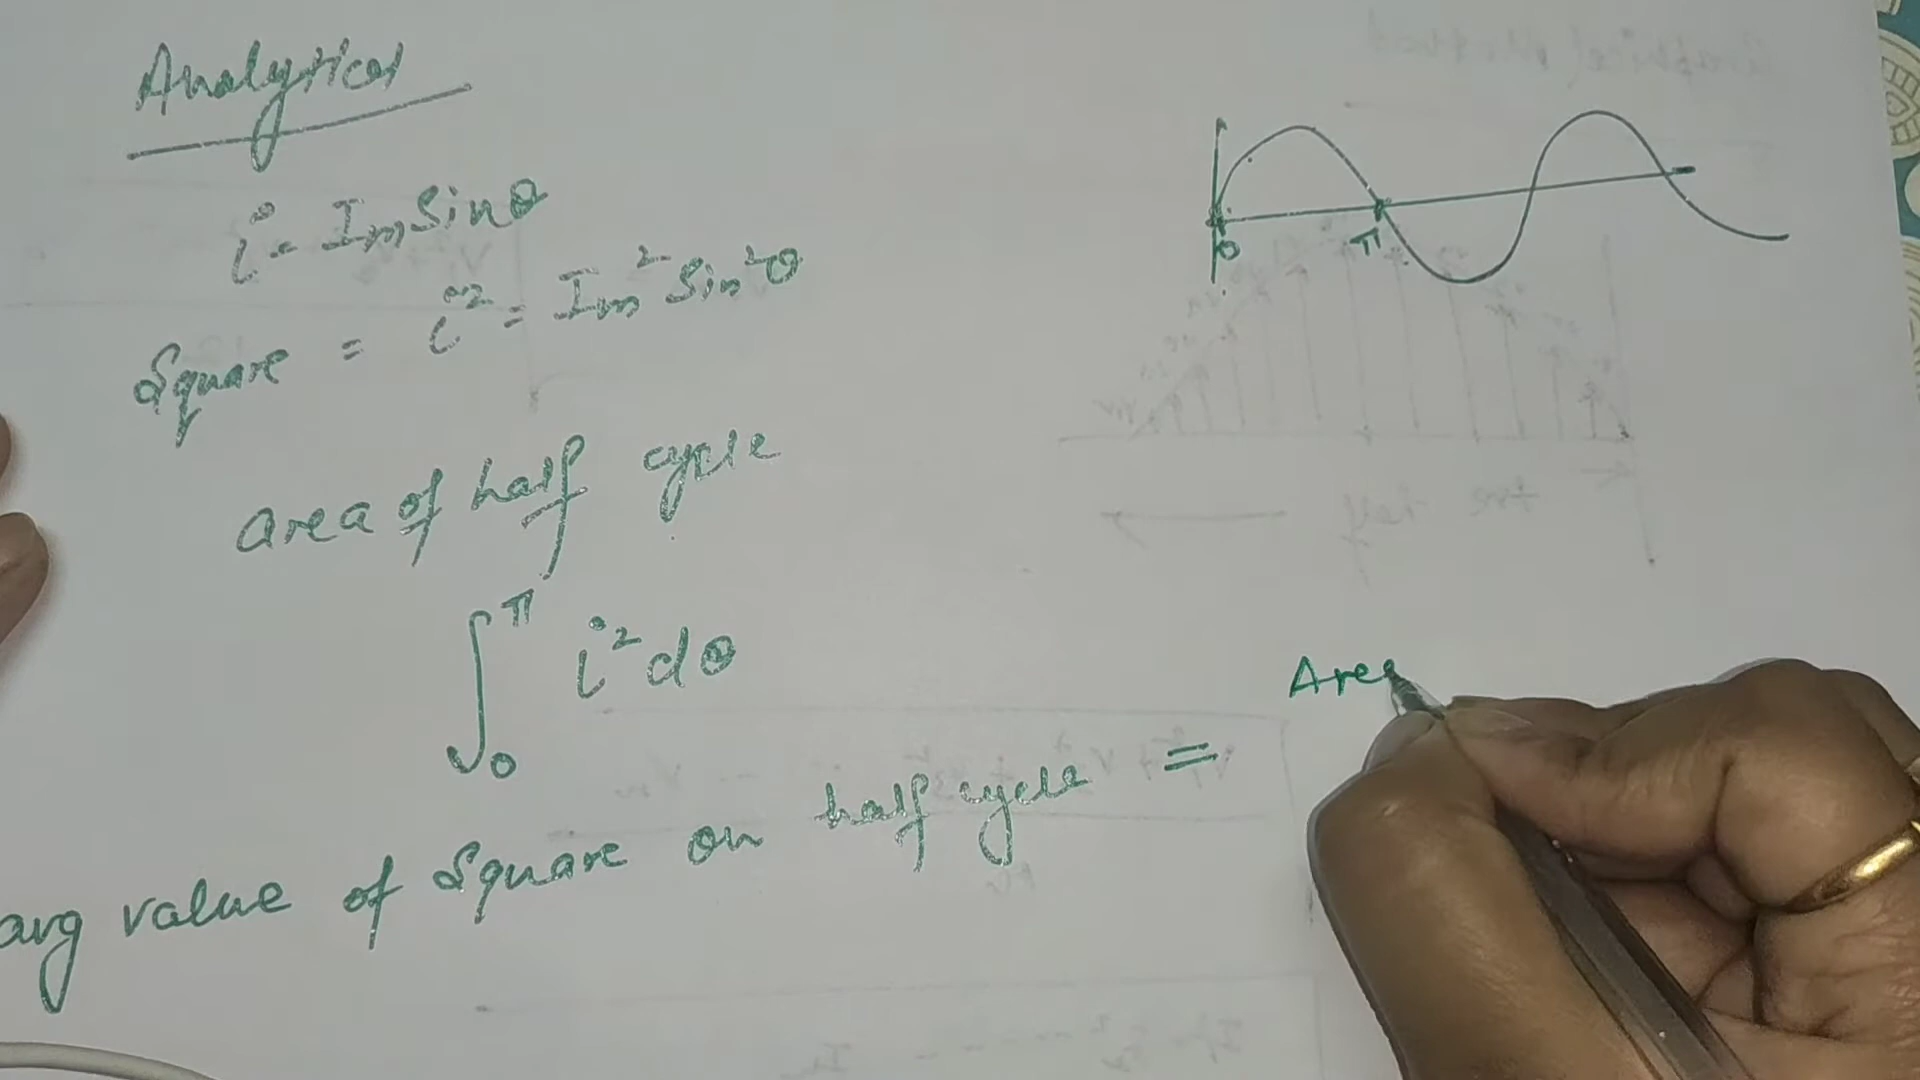 Analytical
i = Im Sinθ
Square = i² = Im² Sin²θ
area of half cycle
∫₀^π i² dθ
avg value of Square on half cycle = Area
0 π